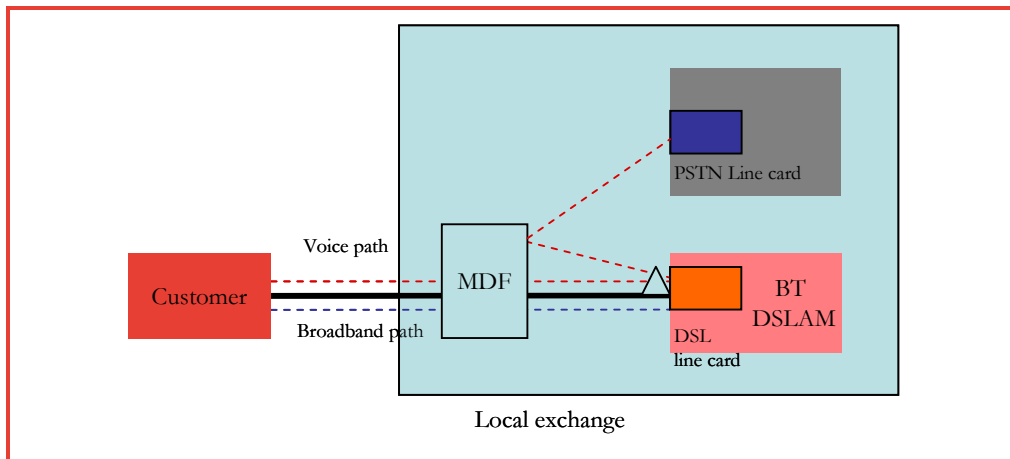 PSTN Line card
Voice path
Customer
MDF
BT
DSLAM
Broadband path
DSL
line card
Local exchange